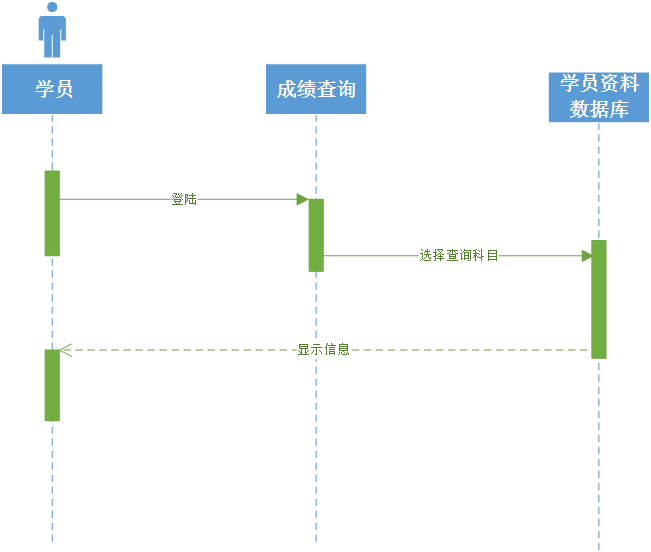 学员
成绩查询
学员资料
数据库
登陆
选择查询科目
显示信息